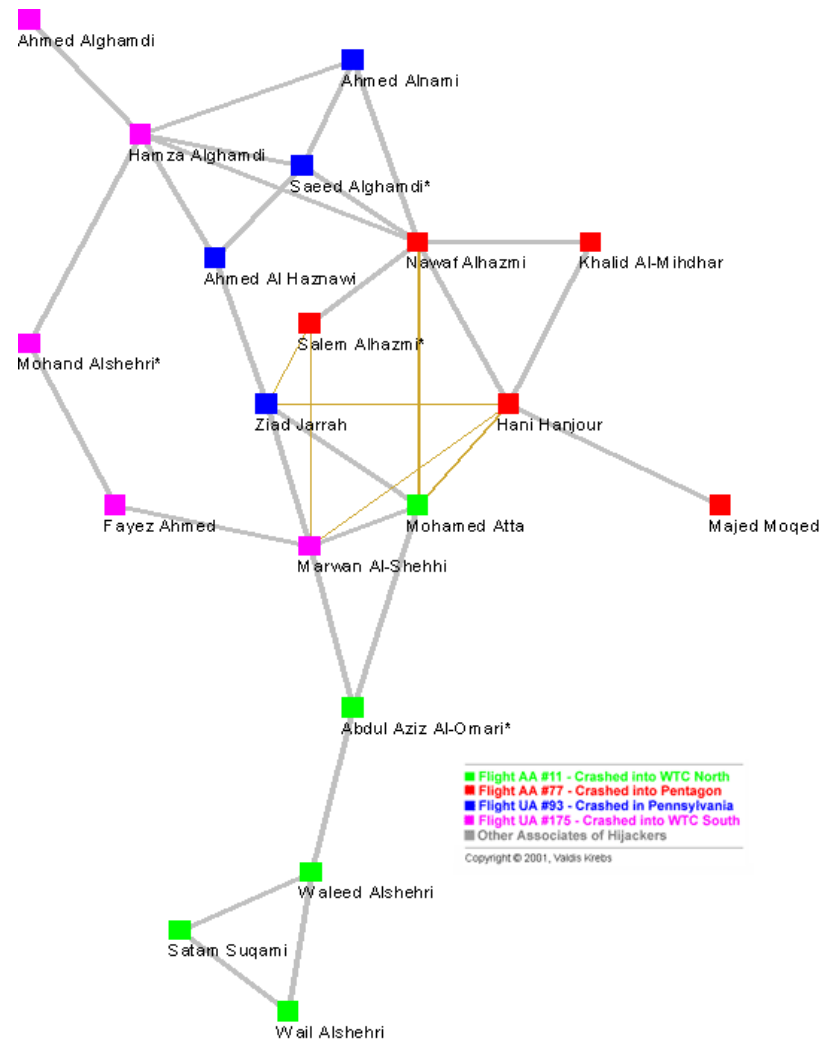 Ahmed Alghamdi
Ahmed Alnami
Hamza Alghamdi
Saeed Alghamdi*
Nawaf Alhazmi
Khalid Al-Mihdhar
Ahmed Al Haznawi
Salem Alhazmi*
Mohand Alshehri*
Ziad Jarrah
Hani Hanjour
Fayez Ahmed
Mohamed Atta
Majed Moqed
Marwan Al-Shehhi
Abdul Aziz Al-Omari*
Flight AA #11 - Crashed into WTC North
Flight AA #77 - Crashed into Pentagon
Flight UA #93 - Crashed in Pennsylvania
Flight UA #175 - Crashed into WTC South
Other Associates of Hijackers
Copyright © 2001, Valdis Krebs
Waleed Alshehri
Satam Suqami
Wail Alshehri